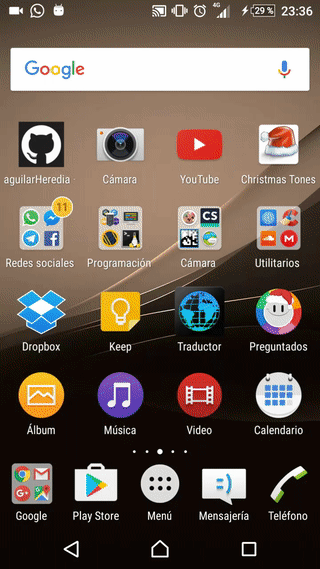 4G 29 % 23:36
Google
aguilarHeredia Cámara YouTube Christmas Tones
11 CS
Redes sociales Programación Cámara Utilitarios
Dropbox Keep Traductor Preguntados
Álbum Música Video Calendario
Google Play Store Menú Mensajería Teléfono